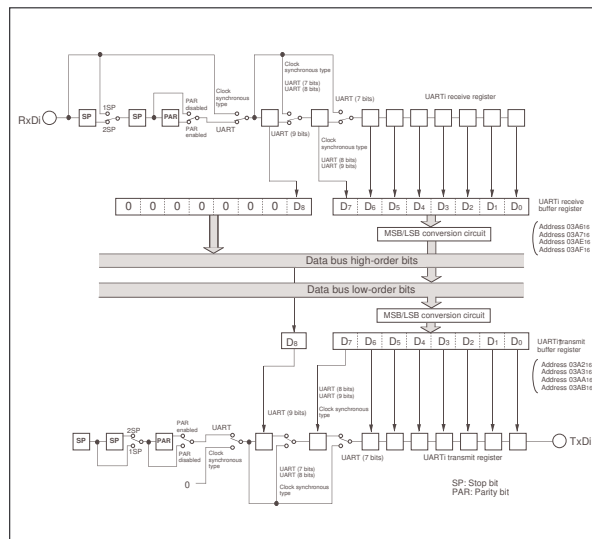 Clock
synchronous type
UART (7 bits)
UART (8 bits)
UART (7 bits)
UARTi receive register
PAR
disabled
1SP
RxDi
SP
SP
PAR
2SP
PAR
enabled
UART
UART (9 bits)
Clock
synchronous type
UART (8 bits)
UART (9 bits)
0 0 0 0 0 0 0 D8
D7 D6 D5 D4 D3 D2 D1 D0
UARTi receive
buffer register
MSB/LSB conversion circuit
Address 03A616
Address 03A716
Address 03AE16
Address 03AF16
Data bus high-order bits
Data bus low-order bits
MSB/LSB conversion circuit
D8
D7 D6 D5 D4 D3 D2 D1 D0
UARTi transmit
buffer register
Address 03A216
Address 03A316
Address 03AA16
Address 03AB16
UART (8 bits)
UART (9 bits)
Clock synchronous
type
UART (9 bits)
PAR
enabled
UART
2SP
SP
SP
PAR
1SP
PAR
disabled
Clock
synchronous
type
0
UART (7 bits)
UART (8 bits)
Clock synchronous
type
UART (7 bits)
UARTi transmit register
TxDi
SP: Stop bit
PAR: Parity bit